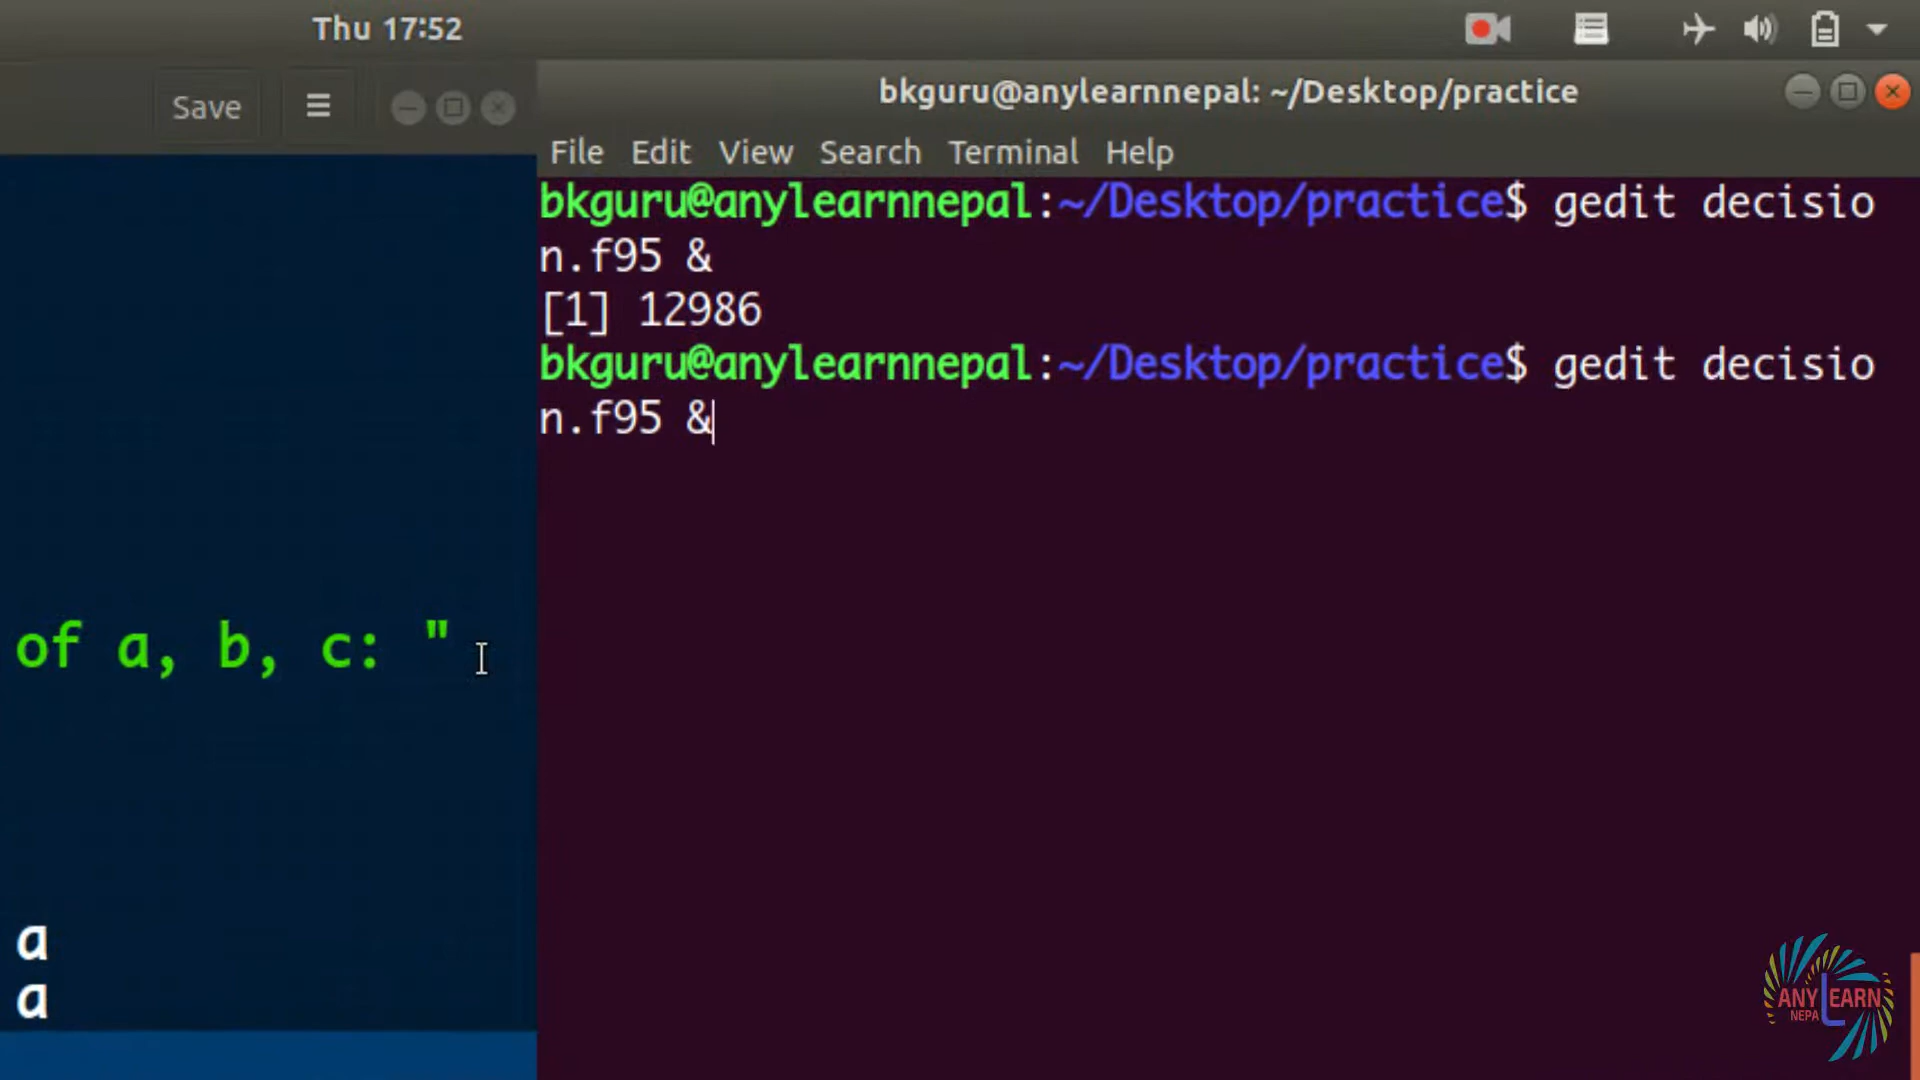 Thu 17:52
Save
bkguru@anylearnnepal: ~/Desktop/practice
File Edit View Search Terminal Help
bkguru@anylearnnepal:~/Desktop/practice$ gedit decisio
n.f95 &
[1] 12986
bkguru@anylearnnepal:~/Desktop/practice$ gedit decisio
n.f95 &
of a, b, c: "
a
a
ANY LEARN
NEPA